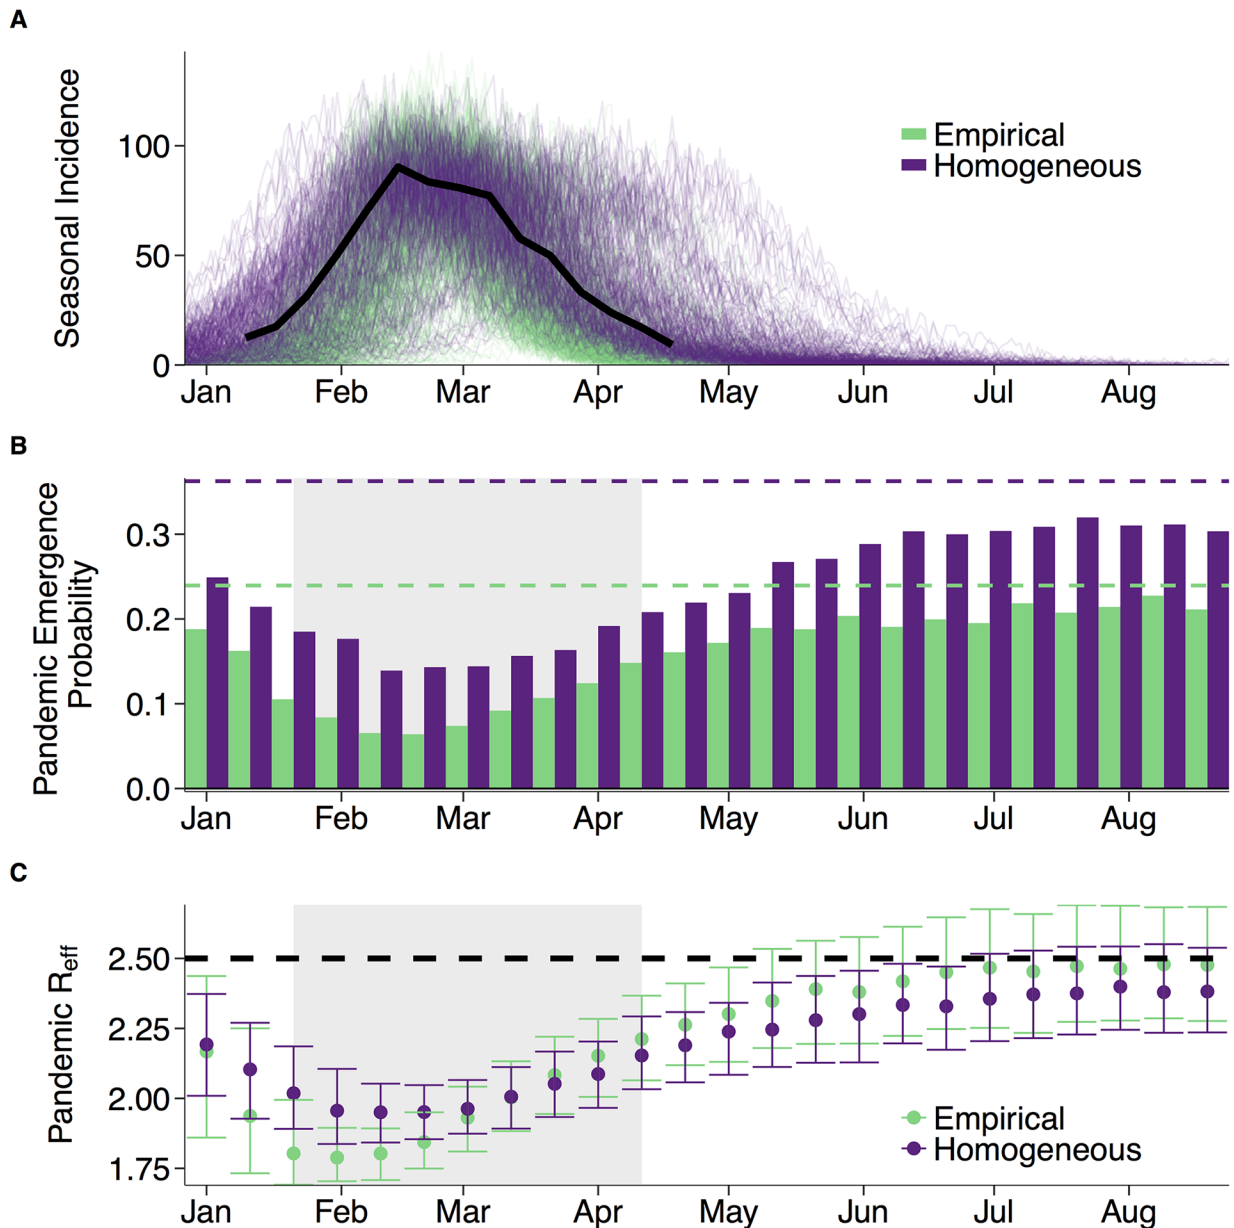 A
Seasonal Incidence
100
50
0
Empirical
Homogeneous
Jan Feb Mar Apr May Jun Jul Aug
B
Pandemic Emergence
Probability
0.3
0.2
0.1
0.0
Jan Feb Mar Apr May Jun Jul Aug
C
Pandemic Reff
2.50
2.25
2.00
1.75
Empirical
Homogeneous
Jan Feb Mar Apr May Jun Jul Aug